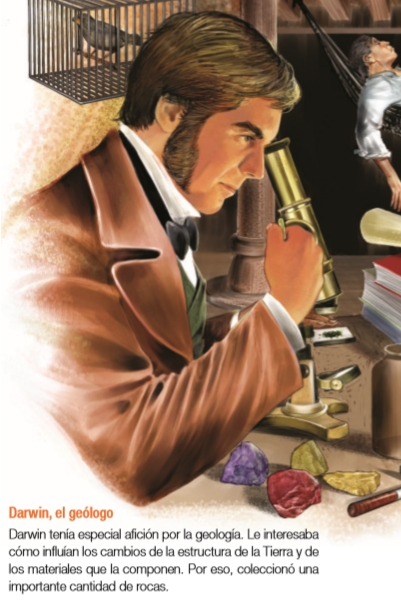 Darwin, el geólogo
Darwin tenía especial afición por la geología. Le interesaba
cómo influían los cambios de la estructura de la Tierra y de
los materiales que la componen. Por eso, coleccionó una
importante cantidad de rocas.